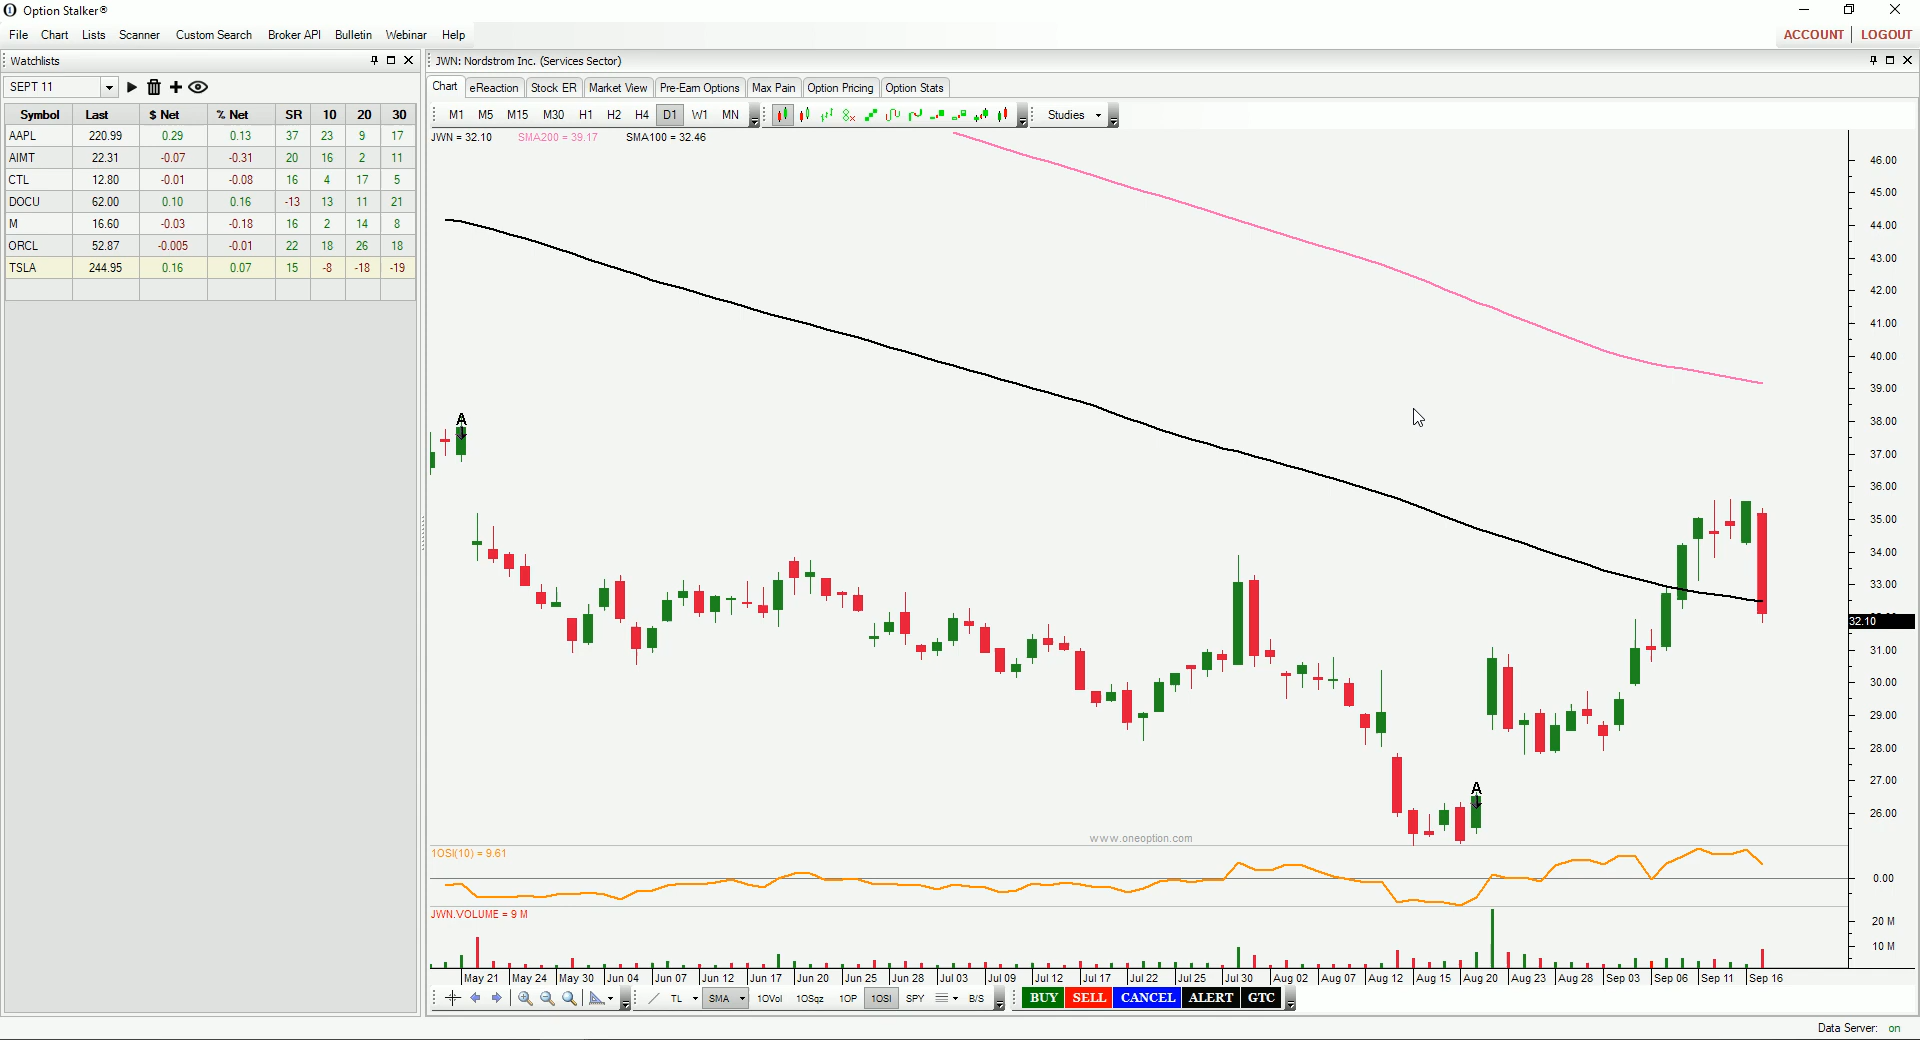 Option Stalker®
File Chart Lists Scanner Custom Search Broker API Bulletin Webinar Help ACCOUNT LOGOUT
Watchlists
JWN: Nordstrom Inc. (Services Sector)
SEPT 11
Chart eReaction Stock ER Market View Pre-Earn Options Max Pain Option Pricing Option Stats
Symbol Last $ Net % Net SR 10 20 30
AAPL 220.99 0.29 0.13 37 23 9 17
AIMT 22.31 -0.07 -0.31 20 16 2 11
CTL 12.80 -0.01 -0.08 16 4 17 5
DOCU 62.00 0.10 0.16 -13 13 11 21
M 16.60 -0.03 -0.18 16 2 14 8
ORCL 52.87 -0.005 -0.01 22 18 26 18
TSLA 244.95 0.16 0.07 15 -8 -18 -19
M1 M5 M15 M30 H1 H2 H4 D1 W1 MN Studies
JWN = 32.10 SMA200 = 39.17 SMA100 = 32.46
46.00
45.00
44.00
43.00
42.00
41.00
40.00
39.00
38.00
37.00
36.00
35.00
34.00
33.00
32.10
31.00
30.00
29.00
28.00
27.00
26.00
A
A
www.oneoption.com
1OSI(10) = 9.61
0.00
JWN.VOLUME = 9 M
20 M
10 M
May 21 May 24 May 30 Jun 04 Jun 07 Jun 12 Jun 17 Jun 20 Jun 25 Jun 28 Jul 03 Jul 09 Jul 12 Jul 17 Jul 22 Jul 25 Jul 30 Aug 02 Aug 07 Aug 12 Aug 15 Aug 20 Aug 23 Aug 28 Sep 03 Sep 06 Sep 11 Sep 16
TL SMA 1OVol 1OSqz 1OP 1OSI SPY B/S BUY SELL CANCEL ALERT GTC
Data Server: on